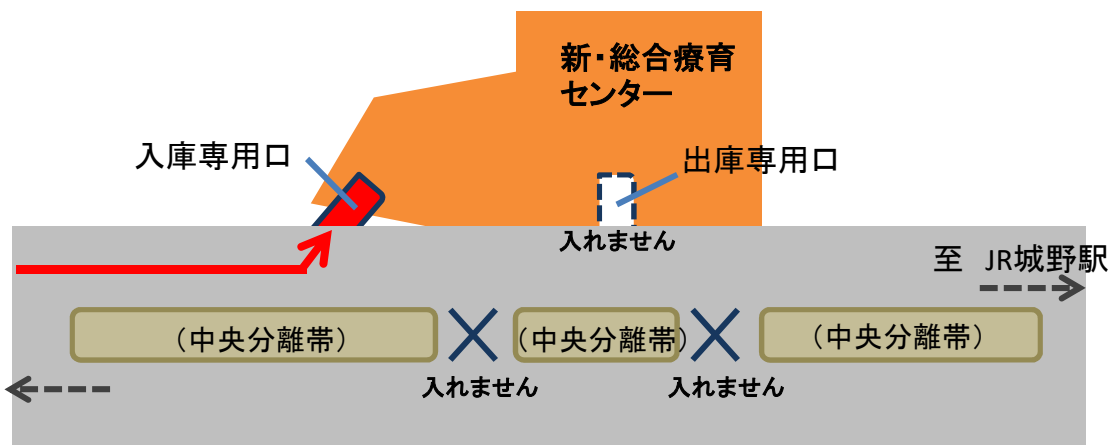 新・総合療育
センター
入庫専用口
出庫専用口
入れません
至 JR城野駅
（中央分離帯）
（中央分離帯）
（中央分離帯）
入れません
入れません